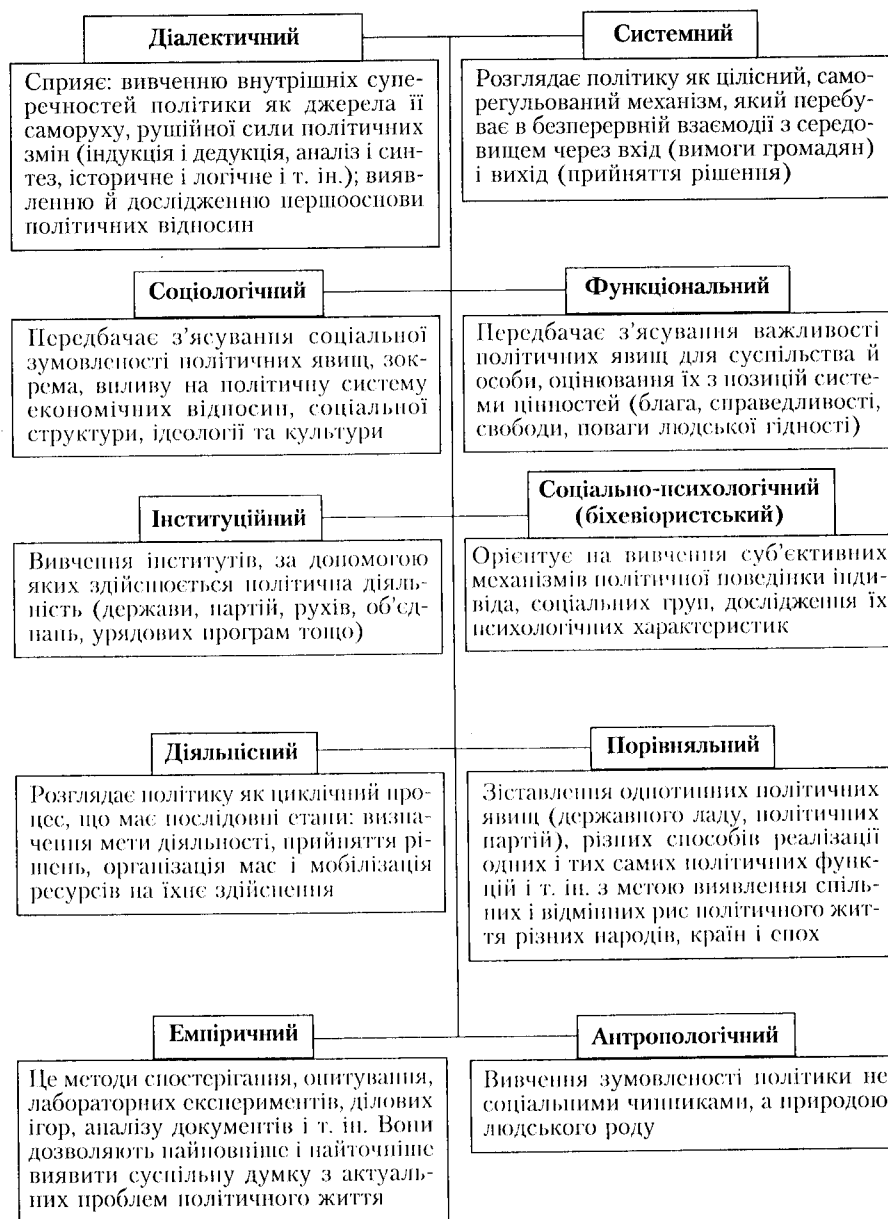 Діалектичний
Сприяє: вивченню внутрішніх супе-
речностей політики як джерела її
саморуху, рушійної сили політичних
змін (індукція і дедукція, аналіз і син-
тез, історичне і логічне і т. ін.); вияв-
ленню й дослідженню першооснови
політичних відносин
Системний
Розглядає політику як цілісний, само-
регульований механізм, який перебу-
ває в безперервній взаємодії з середо-
вищем через вхід (вимоги громадян)
і вихід (прийняття рішення)
Соціологічний
Передбачає з’ясування соціальної
зумовленості політичних явищ, зок-
рема, впливу на політичну систему
економічних відносин, соціальної
структури, ідеології та культури
Функціональний
Передбачає з’ясування важливості
політичних явищ для суспільства й
особи, оцінювання їх з позицій систе-
ми цінностей (блага, справедливості,
свободи, поваги людської гідності)
Інституційний
Вивчення інститутів, за допомогою
яких здійснюється політична діяль-
ність (держави, партій, рухів, об’єд-
нань, урядових програм тощо)
Соціально-психологічний
(біхевіористський)
Орієнтує на вивчення суб’єктивних
механізмів політичної поведінки інди-
віда, соціальних груп, дослідження їх
психологічних характеристик
Діяльнісний
Розглядає політику як циклічний про-
цес, що має послідовні етапи: визна-
чення мети діяльності, прийняття рі-
шень, організація мас і мобілізація
ресурсів на їхнє здійснення
Порівняльний
Зіставлення однотипних політичних
явищ (державного ладу, політичних
партій), різних способів реалізації
одних і тих самих політичних функ-
цій і т. ін. з метою виявлення спіль-
них і відмінних рис політичного жит-
тя різних народів, країн і епох
Емпіричний
Це методи спостерігання, опитування,
лабораторних експериментів, ділових
ігор, аналізу документів і т. ін. Вони
дозволяють найповніше і найточніше
виявити суспільну думку з актуаль-
них проблем політичного життя
Антропологічний
Вивчення зумовленості політики не
соціальними чинниками, а природою
людського роду